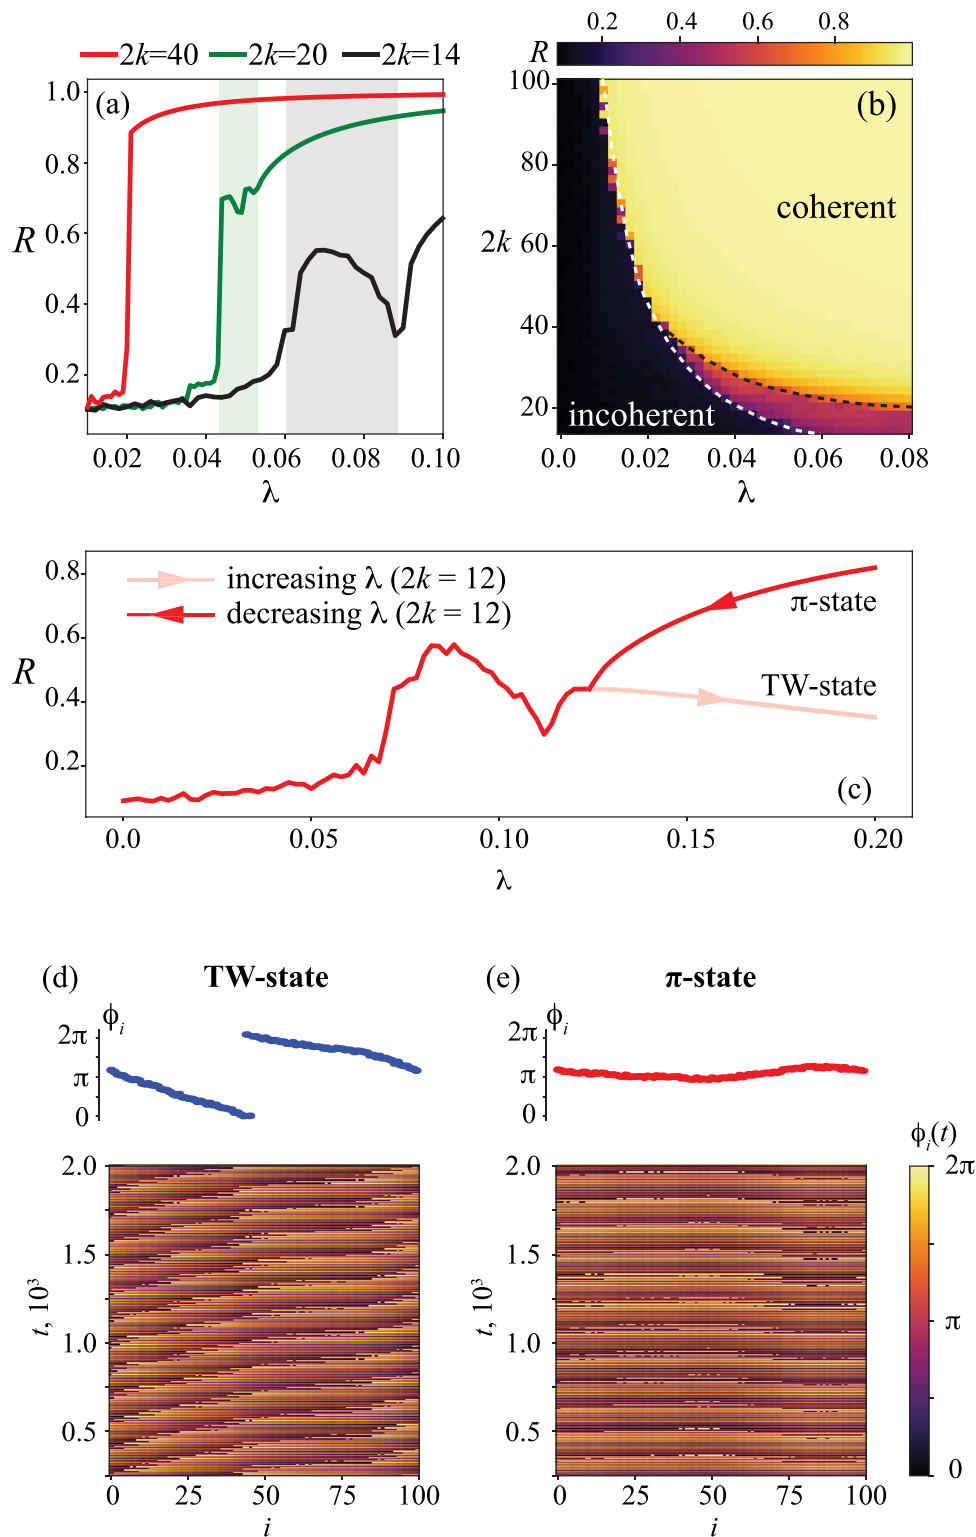 2k=40 2k=20 2k=14
(a)
1.0
0.8
0.6
0.4
0.2
R
0.02 0.04 0.06 0.08 0.10
λ
0.2 0.4 0.6 0.8
R
(b)
100
80
2k 60
40
20
coherent
incoherent
0 0.02 0.04 0.06 0.08
λ
increasing λ (2k = 12)
decreasing λ (2k = 12)
0.8
0.6
0.4
0.2
R
π-state
TW-state
(c)
0.0 0.05 0.10 0.15 0.20
λ
(d) TW-state
ϕi
2π
π
0
2.0
1.5
1.0
0.5
t, 10³
0 25 50 75 100
i
(e) π-state
ϕi
2π
π
0
2.0
1.5
1.0
0.5
t, 10³
0 25 50 75 100
i
ϕi(t)
2π
π
0